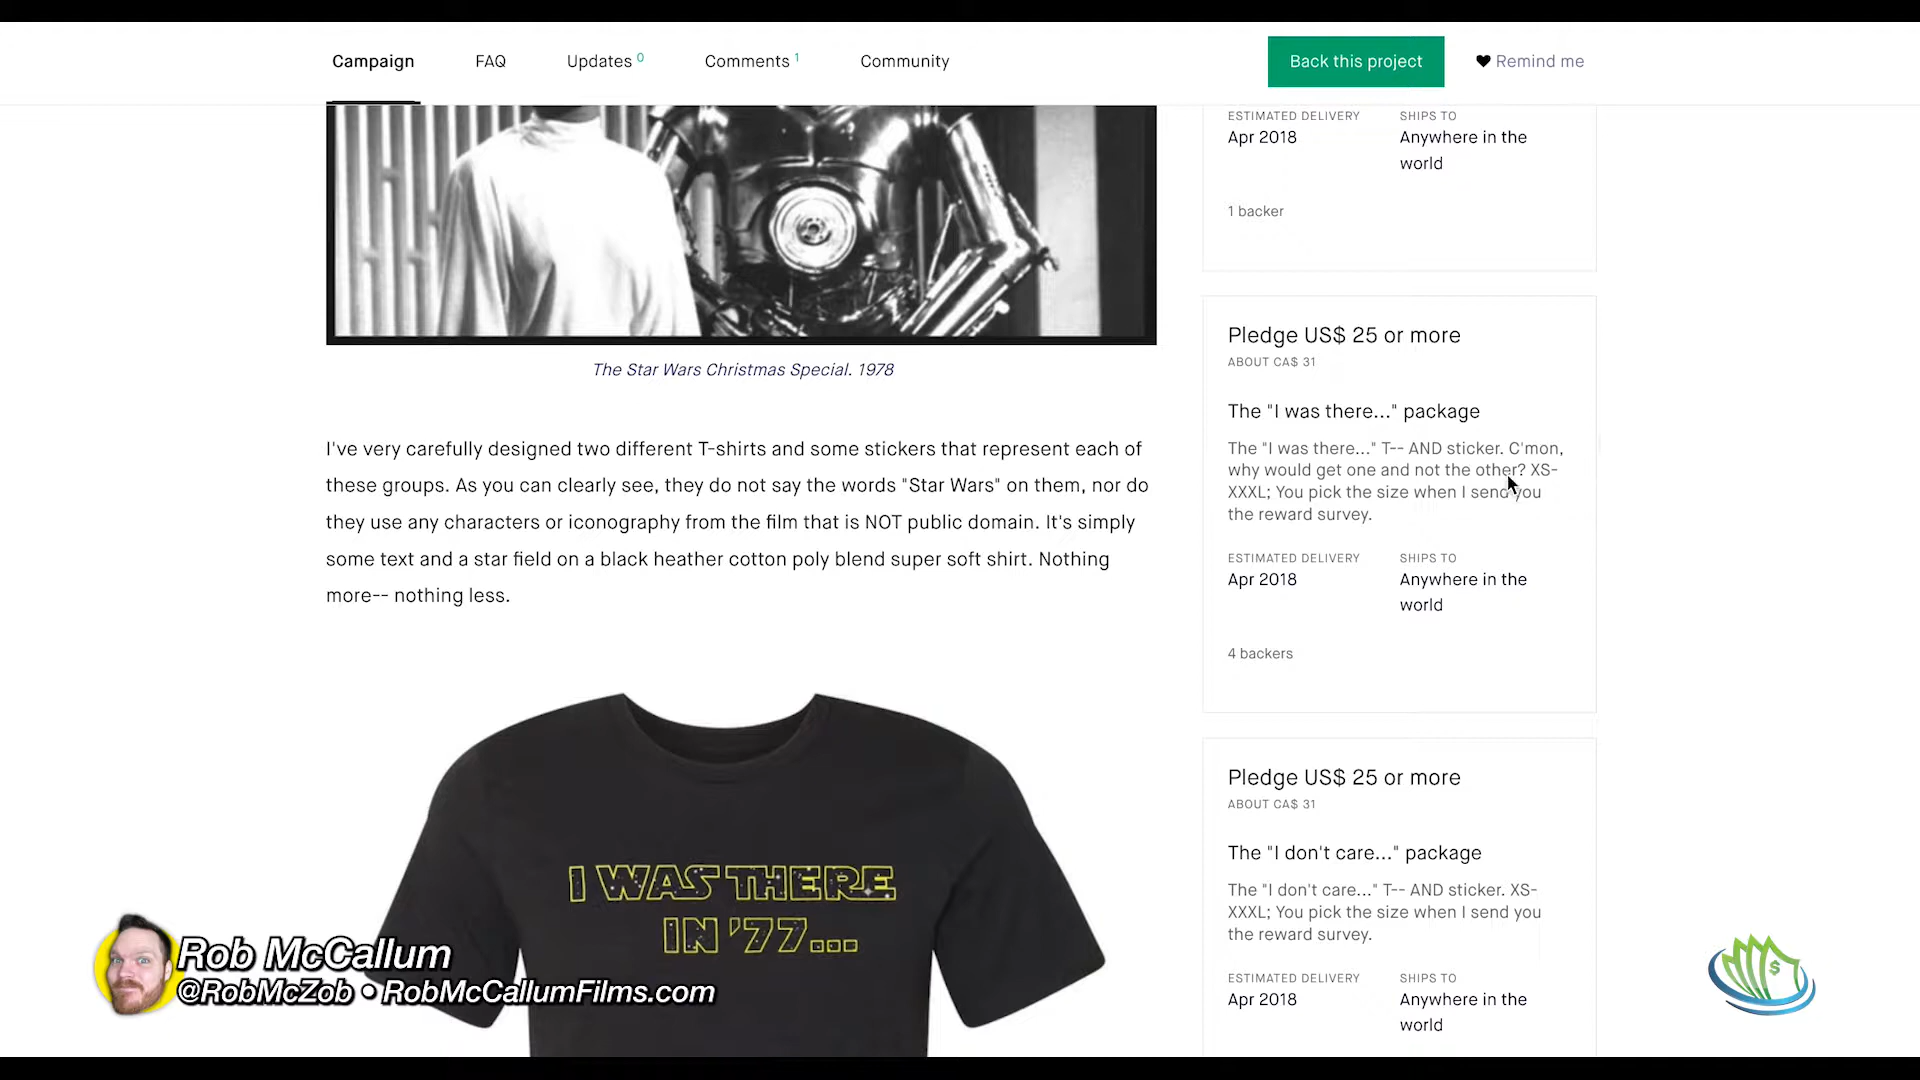 Campaign
FAQ
Updates 0
Comments 1
Community
Back this project
Remind me
The Star Wars Christmas Special. 1978
I've very carefully designed two different T-shirts and some stickers that represent each of
these groups. As you can clearly see, they do not say the words "Star Wars" on them, nor do
they use any characters or iconography from the film that is NOT public domain. It's simply
some text and a star field on a black heather cotton poly blend super soft shirt. Nothing
more-- nothing less.
I WAS THERE
IN '77...
Rob McCallum
@RobMcZob • RobMcCallumFilms.com
ESTIMATED DELIVERY
Apr 2018
SHIPS TO
Anywhere in the
world
1 backer
Pledge US$ 25 or more
ABOUT CA$ 31
The "I was there..." package
The "I was there..." T-- AND sticker. C'mon,
why would get one and not the other? XS-
XXXL; You pick the size when I send you
the reward survey.
ESTIMATED DELIVERY
Apr 2018
SHIPS TO
Anywhere in the
world
4 backers
Pledge US$ 25 or more
ABOUT CA$ 31
The "I don't care..." package
The "I don't care..." T-- AND sticker. XS-
XXXL; You pick the size when I send you
the reward survey.
ESTIMATED DELIVERY
Apr 2018
SHIPS TO
Anywhere in the
world
$